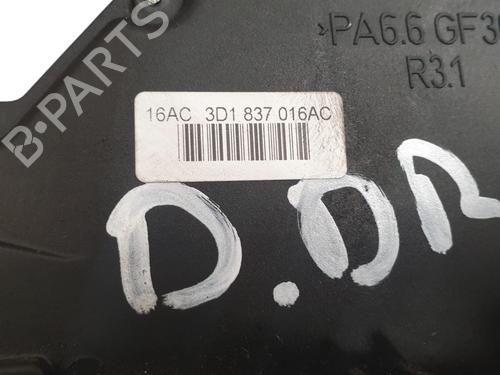 >PA6.6 GF30
R3.1
16AC 3D1 837 016AC
D.DR
B-Parts